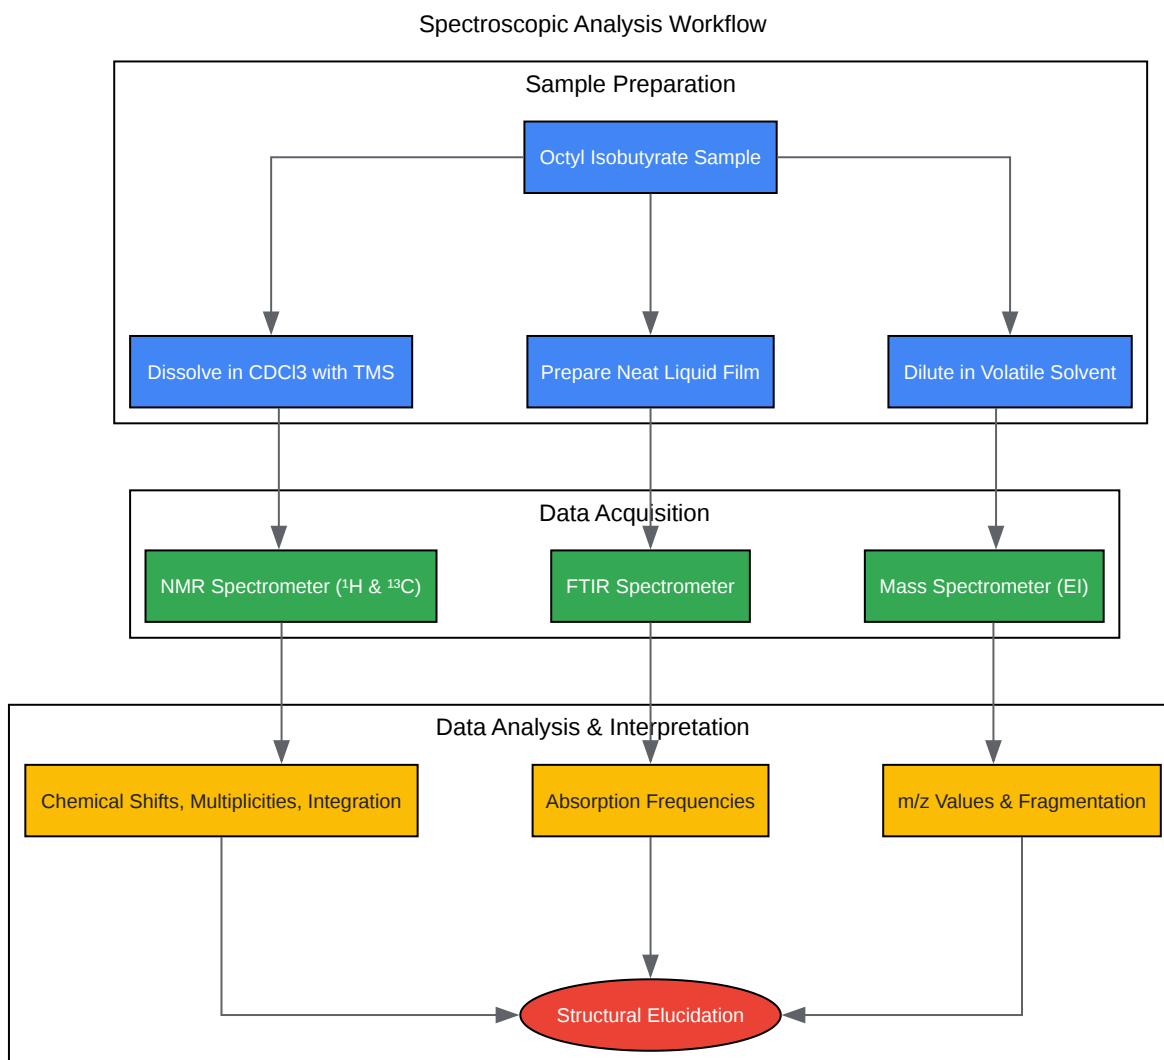 Spectroscopic Analysis Workflow
Sample Preparation
Octyl Isobutyrate Sample
Dissolve in CDCl3 with TMS
Prepare Neat Liquid Film
Dilute in Volatile Solvent
Data Acquisition
NMR Spectrometer (¹H & ¹³C)
FTIR Spectrometer
Mass Spectrometer (EI)
Data Analysis & Interpretation
Chemical Shifts, Multiplicities, Integration
Absorption Frequencies
m/z Values & Fragmentation
Structural Elucidation